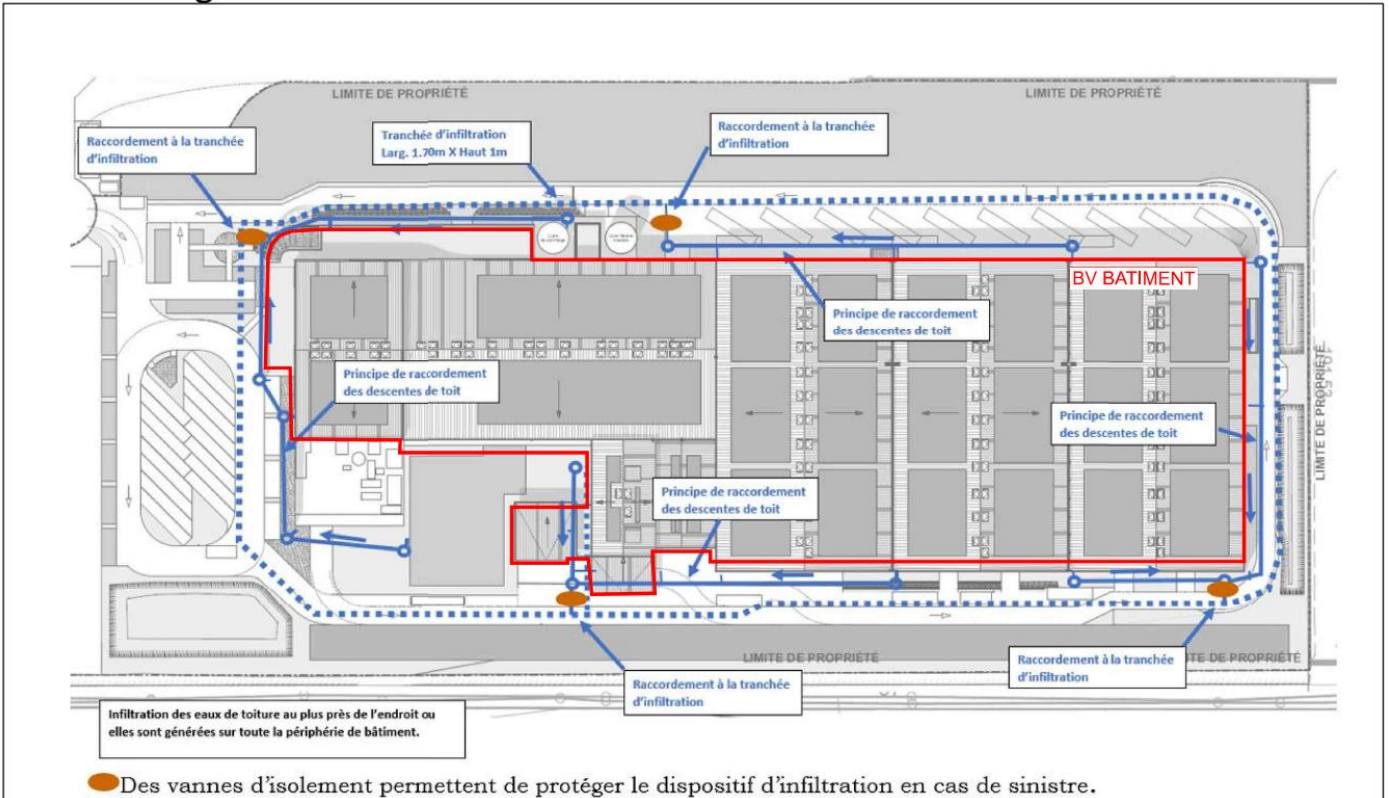 LIMITE DE PROPRIÉTÉ
LIMITE DE PROPRIÉTÉ
Raccordement à la tranchée
d'infiltration
Tranchée d'infiltration
Larg. 1.70m X Haut 1m
Raccordement à la tranchée
d'infiltration
BV BATIMENT
Principe de raccordement
des descentes de toit
Principe de raccordement
des descentes de toit
Principe de raccordement
des descentes de toit
LIMITE DE PROPRIÉTÉ
Principe de raccordement
des descentes de toit
LIMITE DE PROPRIÉTÉ
Raccordement à la tranchée
d'infiltration
TE DE PROPRIÉTÉ
Raccordement à la tranchée
d'infiltration
Infiltration des eaux de toiture au plus près de l'endroit ou
elles sont générées sur toute la périphérie de bâtiment.
Des vannes d'isolement permettent de protéger le dispositif d'infiltration en cas de sinistre.